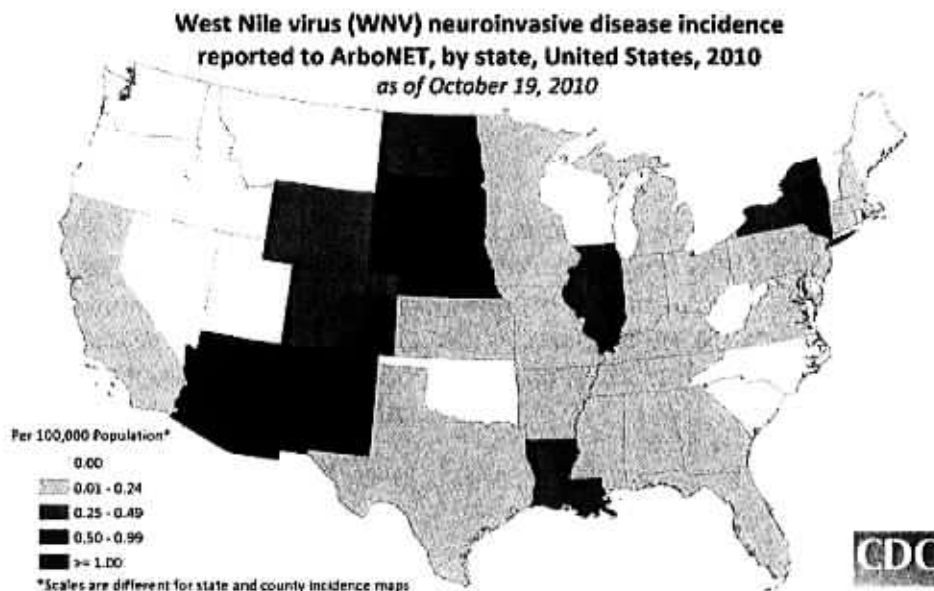 West Nile virus (WNV) neuroinvasive disease incidence
reported to ArboNET, by state, United States, 2010
as of October 19, 2010
Per 100,000 Population*
0.00
0.01 - 0.24
0.25 - 0.49
0.50 - 0.99
>= 1.00
*Scales are different for state and county incidence maps
CDC